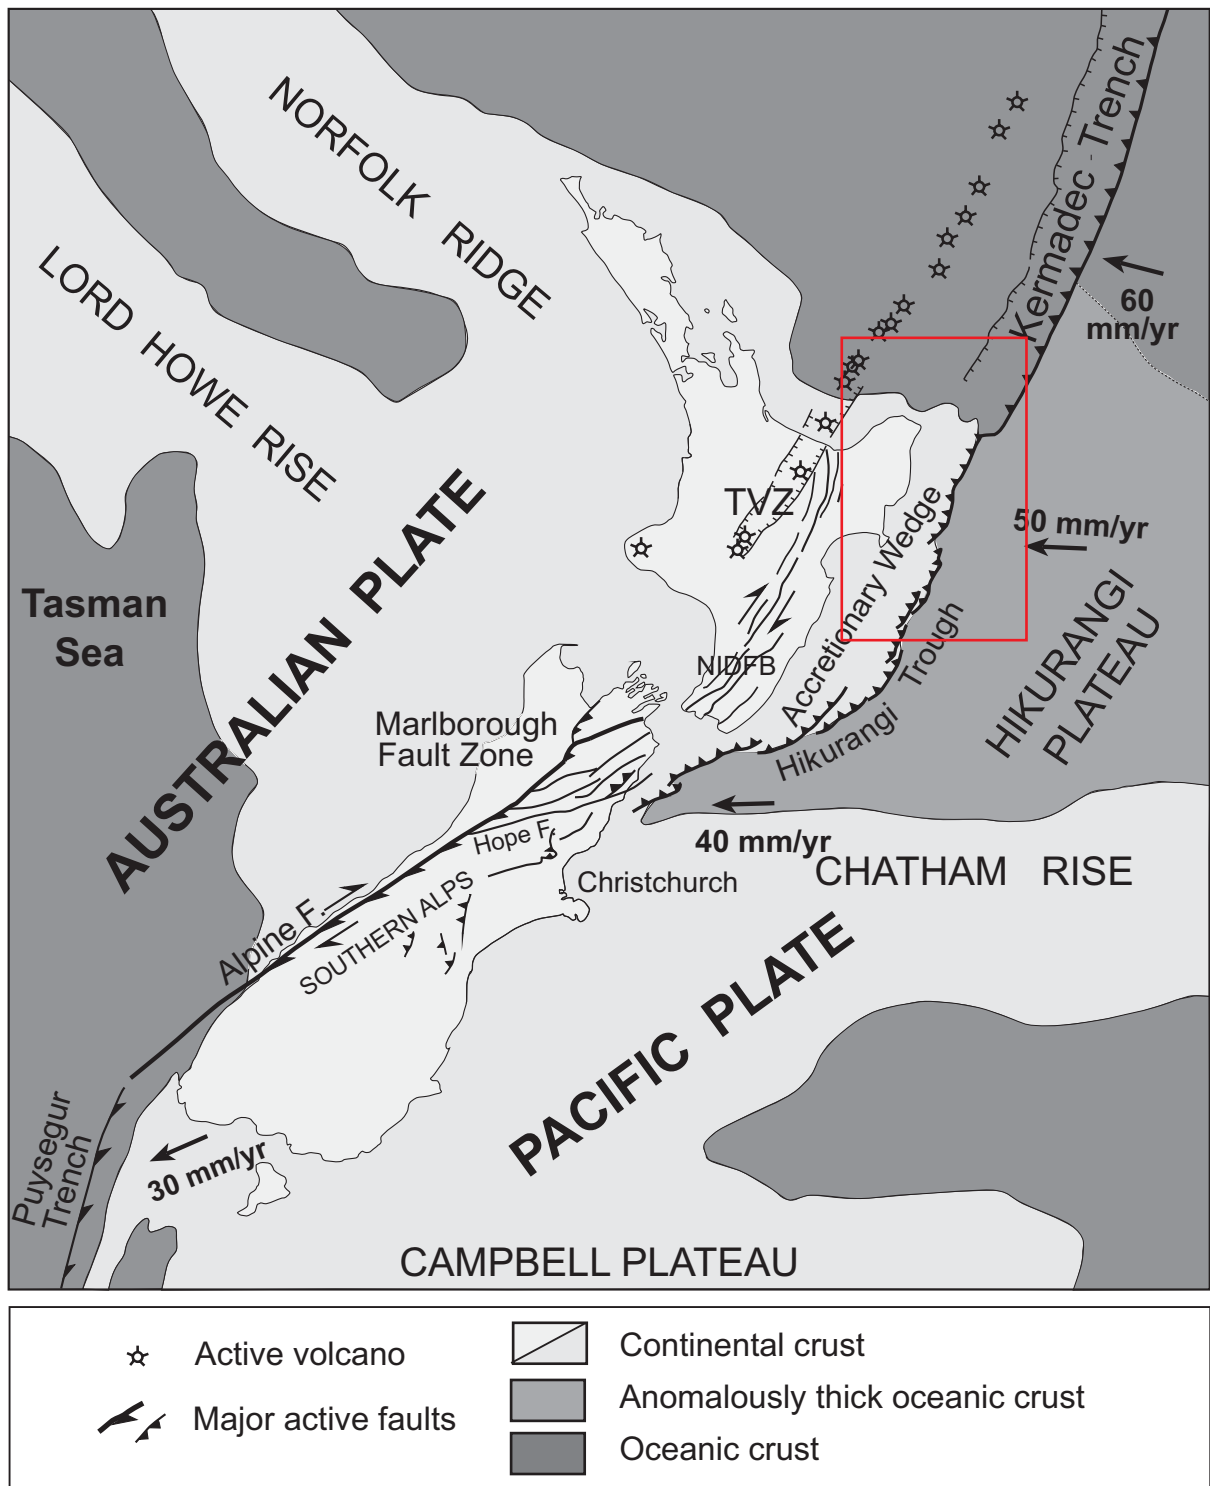 NORFOLK RIDGE
LORD HOWE RISE
Kermadec Trench
60
mm/yr
TVZ
50 mm/yr
AUSTRALIAN PLATE
Tasman
Sea
Accretionary Wedge
NIDFB
Hikurangi Trough
HIKURANGI
PLATEAU
Marlborough
Fault Zone
Hope F.
40 mm/yr
CHATHAM RISE
Christchurch
Alpine F.
SOUTHERN ALPS
PACIFIC PLATE
Puysegur
Trench
30 mm/yr
CAMPBELL PLATEAU
Active volcano
Major active faults
Continental crust
Anomalously thick oceanic crust
Oceanic crust